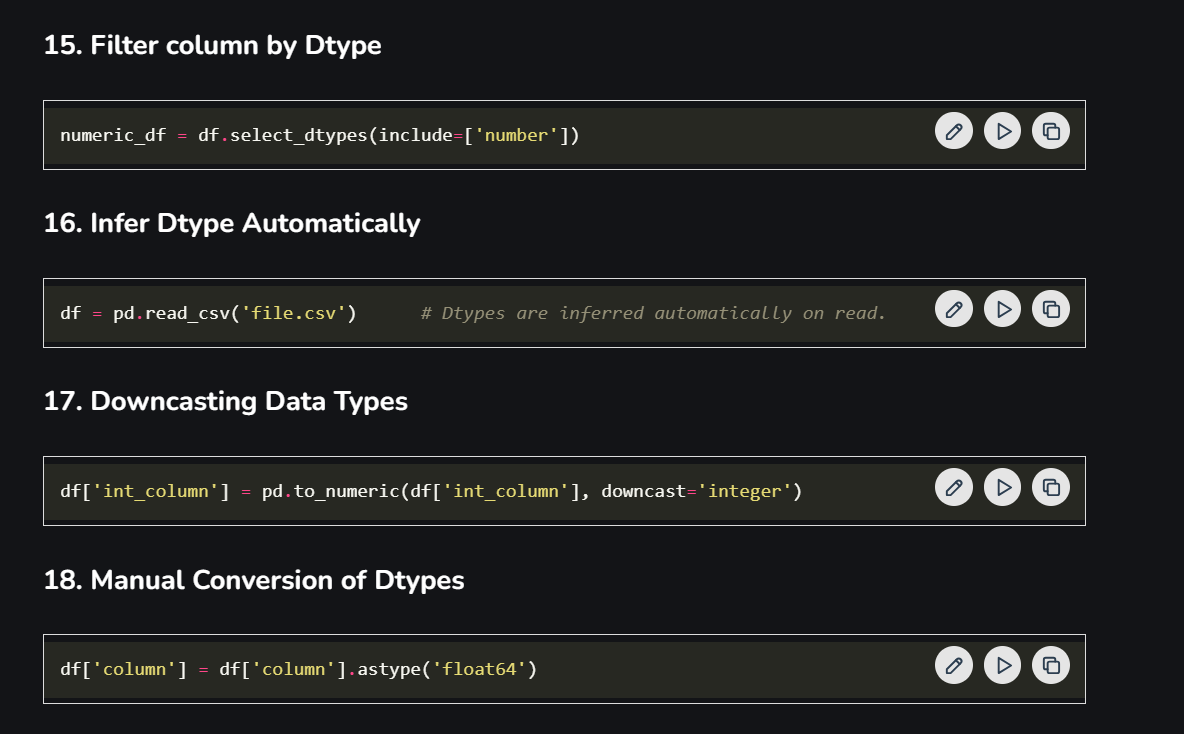 15. Filter column by Dtype
numeric_df = df.select_dtypes(include=['number'])
16. Infer Dtype Automatically
df = pd.read_csv('file.csv')      # Dtypes are inferred automatically on read.
17. Downcasting Data Types
df['int_column'] = pd.to_numeric(df['int_column'], downcast='integer')
18. Manual Conversion of Dtypes
df['column'] = df['column'].astype('float64')